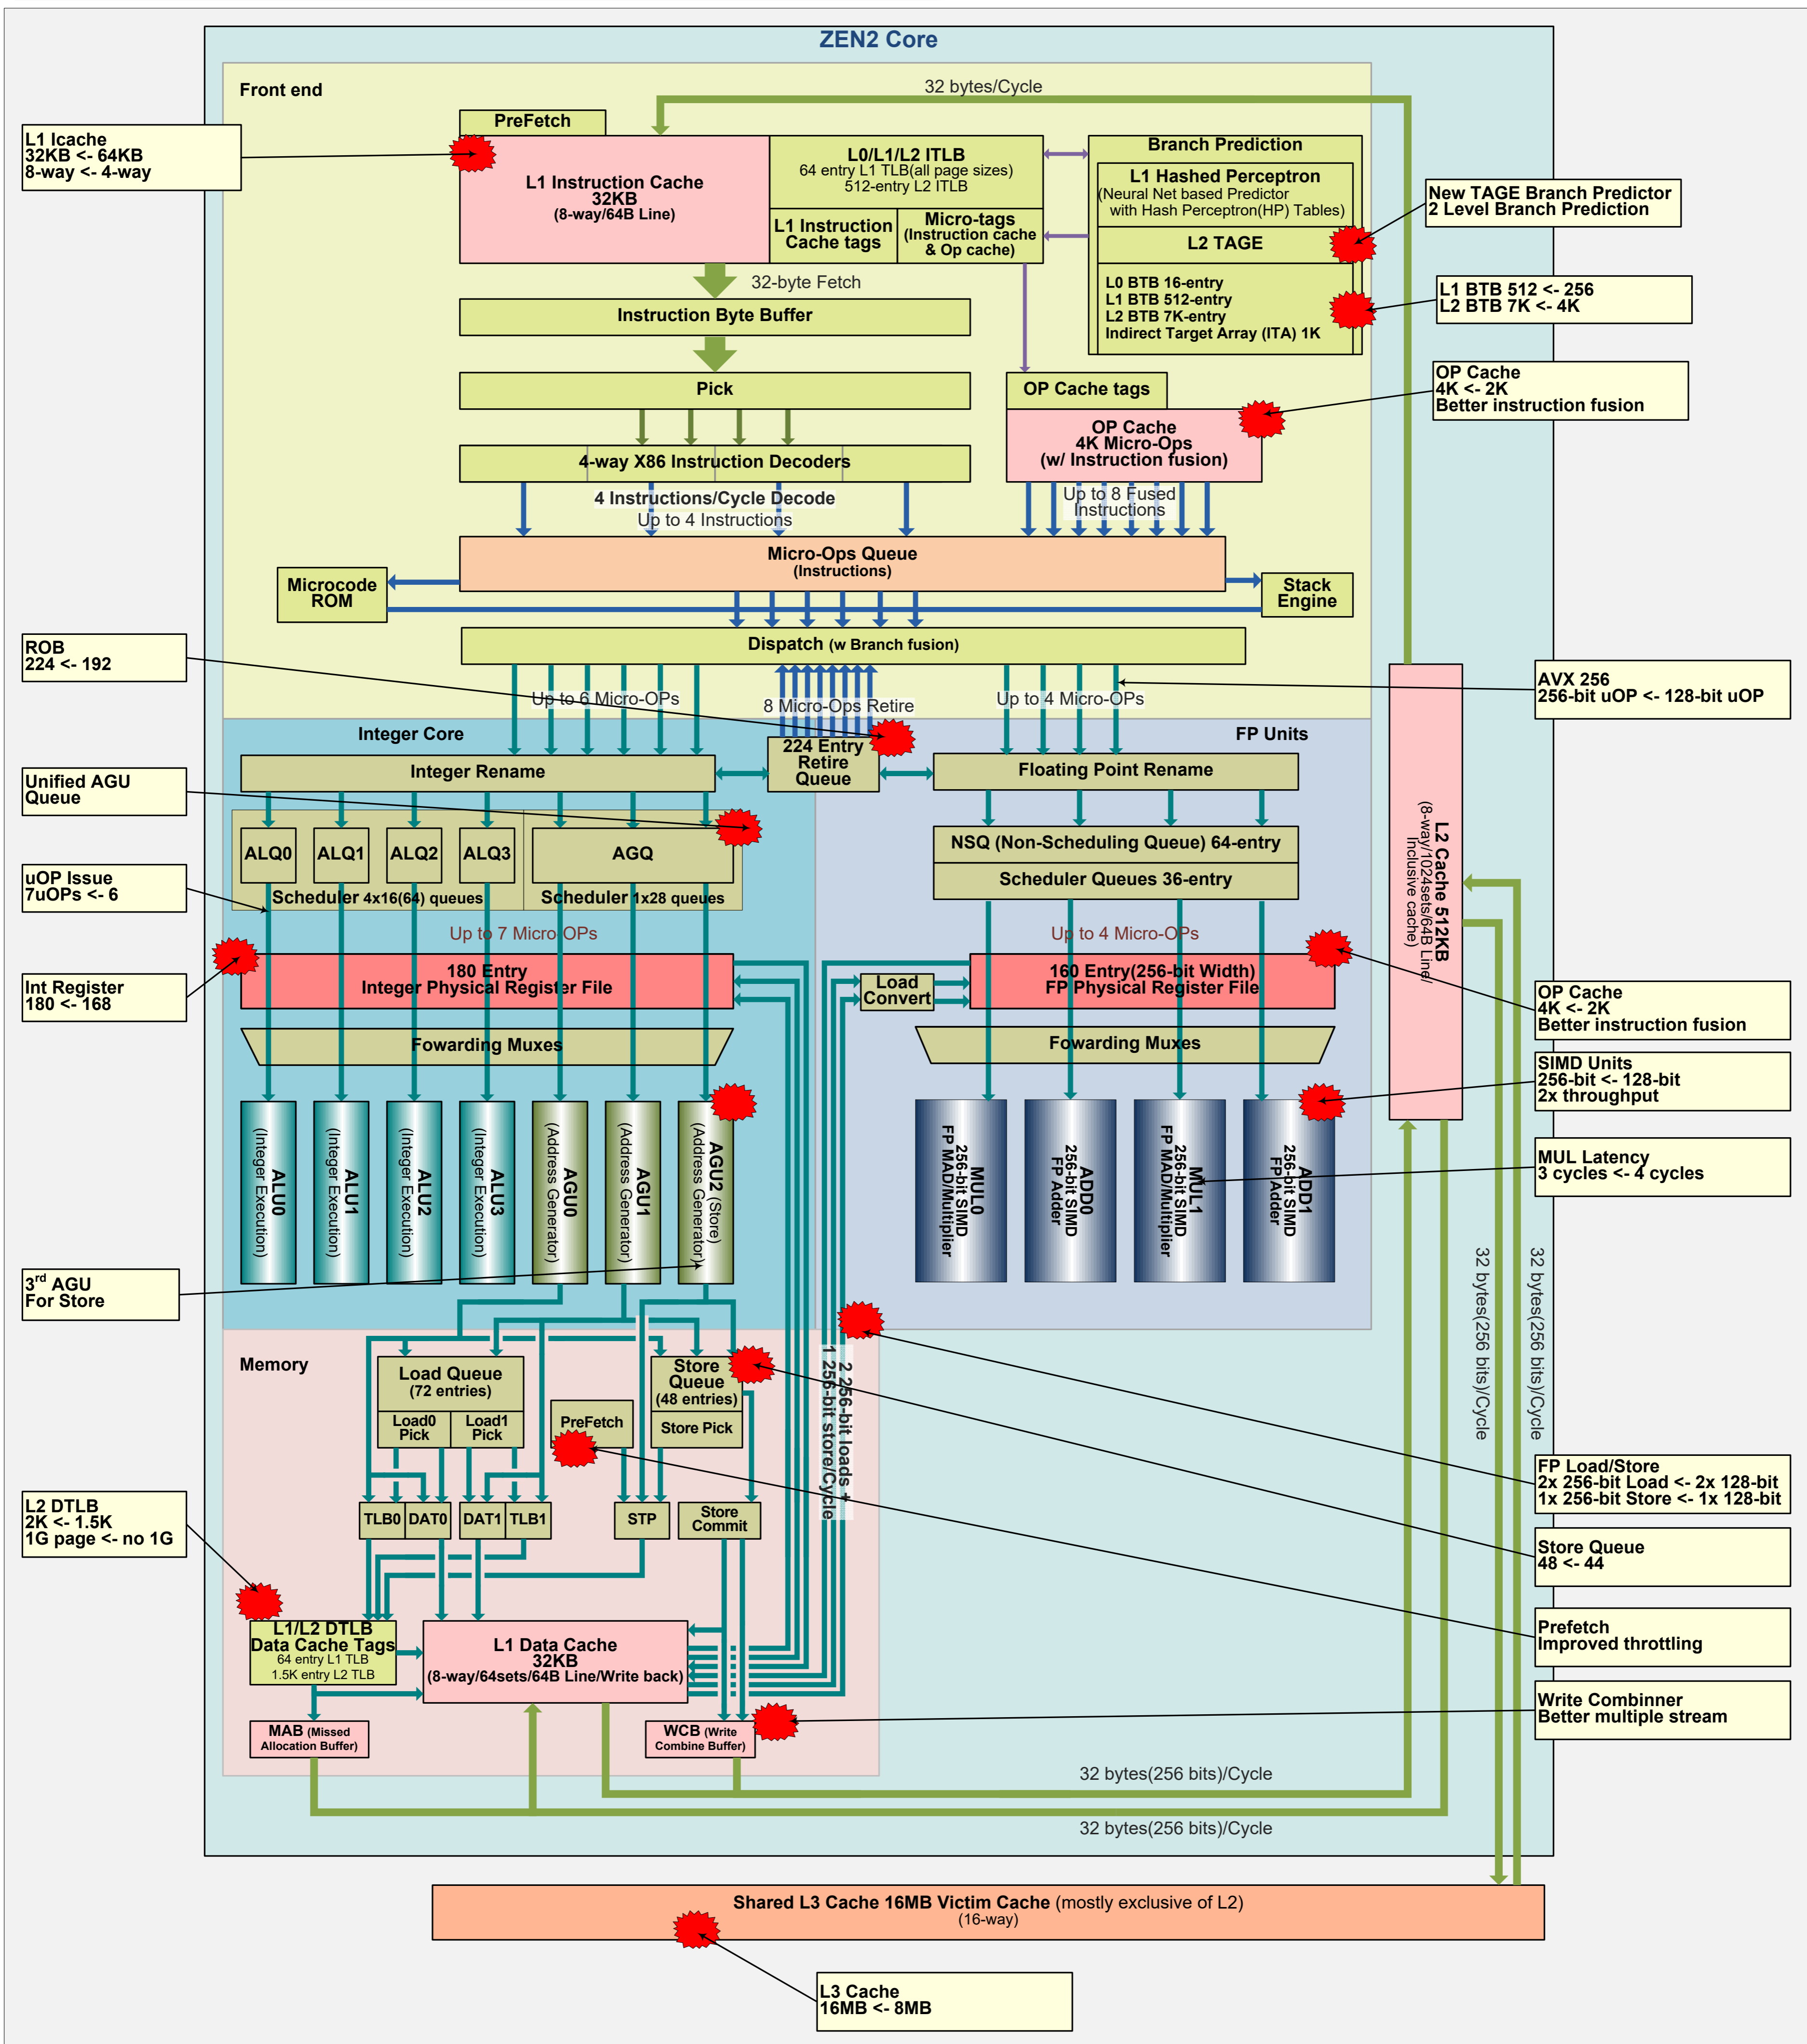 ZEN2 Core
Front end
32 bytes/Cycle
PreFetch
L1 Instruction Cache
32KB
(8-way/64B Line)
L0/L1/L2 ITLB
64 entry L1 TLB(all page sizes)
512-entry L2 ITLB
L1 Instruction
Cache tags
Micro-tags
(Instruction cache
& Op cache)
Branch Prediction
L1 Hashed Perceptron
(Neural Net based Predictor
with Hash Perceptron(HP) Tables)
L2 TAGE
L0 BTB 16-entry
L1 BTB 512-entry
L2 BTB 7K-entry
Indirect Target Array (ITA) 1K
L1 Icache
32KB <- 64KB
8-way <- 4-way
New TAGE Branch Predictor
2 Level Branch Prediction
L1 BTB 512 <- 256
L2 BTB 7K <- 4K
OP Cache
4K <- 2K
Better instruction fusion
32-byte Fetch
Instruction Byte Buffer
Pick
OP Cache tags
OP Cache
4K Micro-Ops
(w/ Instruction fusion)
4-way X86 Instruction Decoders
4 Instructions/Cycle Decode
Up to 4 Instructions
Up to 8 Fused
Instructions
Micro-Ops Queue
(Instructions)
Microcode
ROM
Stack
Engine
Dispatch (w Branch fusion)
ROB
224 <- 192
Up to 6 Micro-OPs
8 Micro-Ops Retire
Up to 4 Micro-OPs
AVX 256
256-bit uOP <- 128-bit uOP
Integer Core
FP Units
224 Entry
Retire
Queue
Integer Rename
Floating Point Rename
Unified AGU
Queue
ALQ0
ALQ1
ALQ2
ALQ3
AGQ
Scheduler 4x16(64) queues
Scheduler 1x28 queues
NSQ (Non-Scheduling Queue) 64-entry
Scheduler Queues 36-entry
uOP Issue
7uOPs <- 6
Up to 7 Micro-OPs
Up to 4 Micro-OPs
L2 Cache 512KB
(8-way/1024sets/64B Line/
Inclusive cache)
Int Register
180 <- 168
180 Entry
Integer Physical Register File
Load
Convert
160 Entry(256-bit Width)
FP Physical Register File
OP Cache
4K <- 2K
Better instruction fusion
Fowarding Muxes
Fowarding Muxes
SIMD Units
256-bit <- 128-bit
2x throughput
ALU0
(Integer Execution)
ALU1
(Integer Execution)
ALU2
(Integer Execution)
ALU3
(Integer Execution)
AGU0
(Address Generator)
AGU1
(Address Generator)
AGU2 (Store)
(Address Generator)
MUL0
256-bit SIMD
FP MAD/Multiplier
ADD0
256-bit SIMD
FP Adder
MUL1
256-bit SIMD
FP MAD/Multiplier
ADD1
256-bit SIMD
FP Adder
MUL Latency
3 cycles <- 4 cycles
32 bytes(256 bits)/Cycle
32 bytes(256 bits)/Cycle
3rd AGU
For Store
Memory
Load Queue
(72 entries)
Load0
Pick
Load1
Pick
PreFetch
Store
Queue
(48 entries)
Store Pick
2 256-bit loads +
1 256-bit store/Cycle
FP Load/Store
2x 256-bit Load <- 2x 128-bit
1x 256-bit Store <- 1x 128-bit
L2 DTLB
2K <- 1.5K
1G page <- no 1G
TLB0
DAT0
DAT1
TLB1
STP
Store
Commit
Store Queue
48 <- 44
L1/L2 DTLB
Data Cache Tags
64 entry L1 TLB
1.5K entry L2 TLB
L1 Data Cache
32KB
(8-way/64sets/64B Line/Write back)
Prefetch
Improved throttling
MAB (Missed
Allocation Buffer)
WCB (Write
Combine Buffer)
Write Combinner
Better multiple stream
32 bytes(256 bits)/Cycle
32 bytes(256 bits)/Cycle
Shared L3 Cache 16MB Victim Cache (mostly exclusive of L2)
(16-way)
L3 Cache
16MB <- 8MB